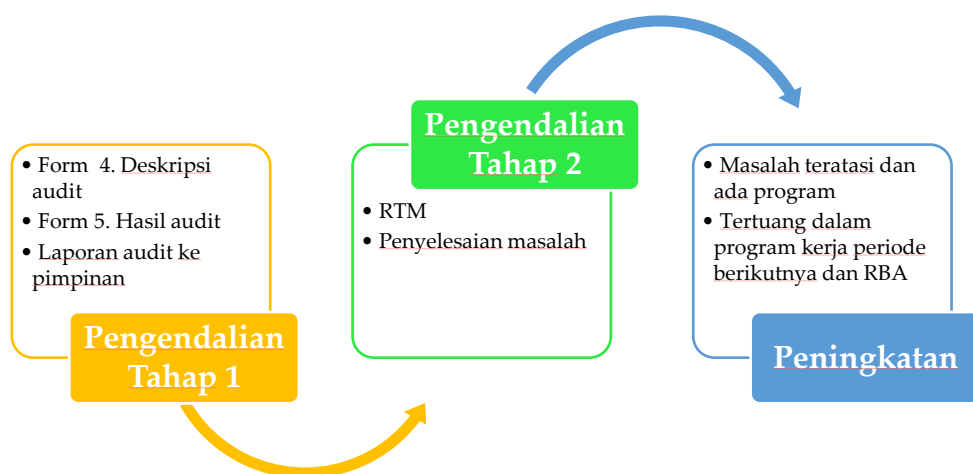 • Form  4. Deskripsi
audit
• Form 5. Hasil audit
• Laporan audit ke
pimpinan
Pengendalian
Tahap 1
Pengendalian
Tahap 2
• RTM
• Penyelesaian masalah
• Masalah teratasi dan
ada program
• Tertuang dalam
program kerja periode
berikutnya dan RBA
Peningkatan